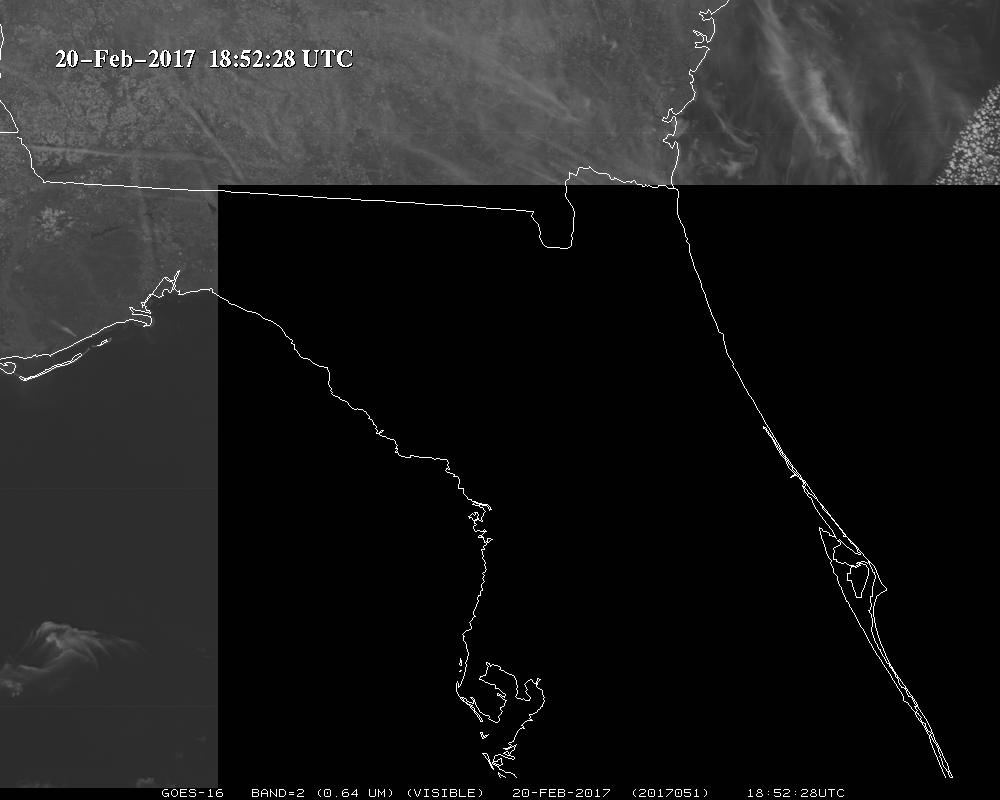 20-Feb-2017 18:52:28 UTC
GOES-16 BAND=2 (0.64 UM) (VISIBLE) 20-FEB-2017 (2017051) 18:52:28UTC